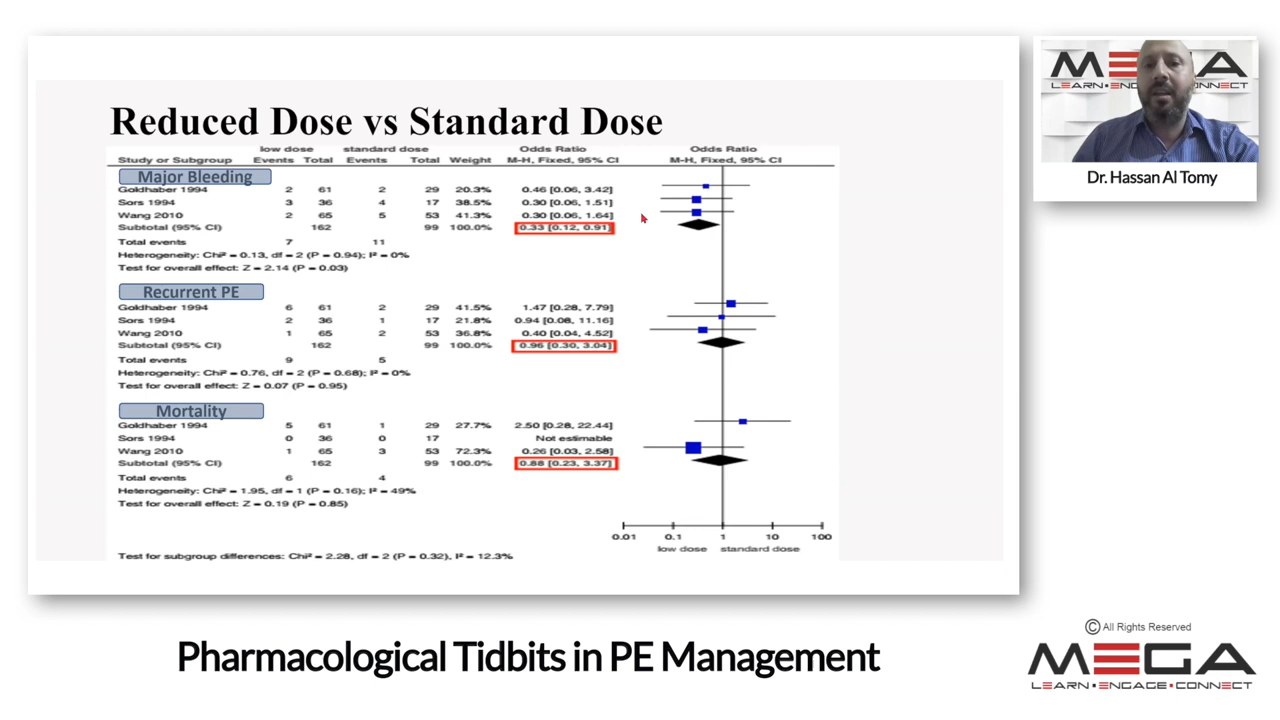 Reduced Dose vs Standard Dose
low dose standard dose Odds Ratio Odds Ratio
Study or Subgroup Events Total Events Total Weight M-H, Fixed, 95% CI M-H, Fixed, 95% CI
Major Bleeding
Goldhaber 1994 2 61 2 29 20.3% 0.46 [0.06, 3.42]
Sors 1994 3 36 4 17 38.5% 0.30 [0.06, 1.51]
Wang 2010 2 65 5 53 41.3% 0.30 [0.06, 1.64]
Subtotal (95% CI) 162 99 100.0% 0.33 [0.12, 0.91]
Total events 7 11
Heterogeneity: Chi² = 0.13, df = 2 (P = 0.94); I² = 0%
Test for overall effect: Z = 2.14 (P = 0.03)
Recurrent PE
Goldhaber 1994 6 61 2 29 41.5% 1.47 [0.28, 7.79]
Sors 1994 2 36 1 17 21.8% 0.94 [0.08, 11.16]
Wang 2010 1 65 2 53 36.8% 0.40 [0.04, 4.52]
Subtotal (95% CI) 162 99 100.0% 0.96 [0.30, 3.04]
Total events 9 5
Heterogeneity: Chi² = 0.76, df = 2 (P = 0.68); I² = 0%
Test for overall effect: Z = 0.07 (P = 0.95)
Mortality
Goldhaber 1994 5 61 1 29 27.7% 2.50 [0.28, 22.44]
Sors 1994 0 36 0 17 Not estimable
Wang 2010 1 65 3 53 72.3% 0.26 [0.03, 2.58]
Subtotal (95% CI) 162 99 100.0% 0.88 [0.23, 3.37]
Total events 6 4
Heterogeneity: Chi² = 1.95, df = 1 (P = 0.16); I² = 49%
Test for overall effect: Z = 0.19 (P = 0.85)
0.01 0.1 1 10 100
low dose standard dose
Test for subgroup differences: Chi² = 2.28, df = 2 (P = 0.32), I² = 12.3%
MEGA
LEARN•ENGAGE•CONNECT
Dr. Hassan Al Tomy
Pharmacological Tidbits in PE Management
© All Rights Reserved
MEGA
LEARN•ENGAGE•CONNECT